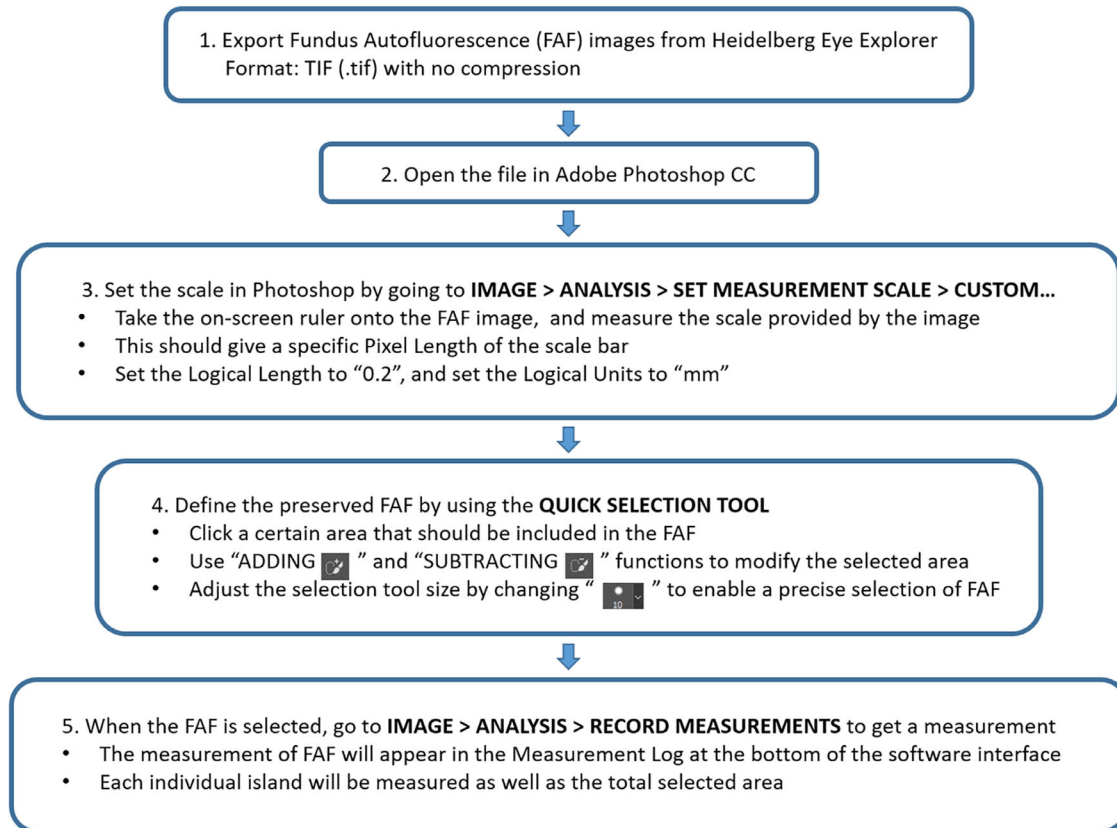 1. Export Fundus Autofluorescence (FAF) images from Heidelberg Eye Explorer
Format: TIF (.tif) with no compression
2. Open the file in Adobe Photoshop CC
3. Set the scale in Photoshop by going to IMAGE > ANALYSIS > SET MEASUREMENT SCALE > CUSTOM...
• Take the on-screen ruler onto the FAF image, and measure the scale provided by the image
• This should give a specific Pixel Length of the scale bar
• Set the Logical Length to “0.2”, and set the Logical Units to “mm”
4. Define the preserved FAF by using the QUICK SELECTION TOOL
• Click a certain area that should be included in the FAF
• Use “ADDING ” and “SUBTRACTING ” functions to modify the selected area
• Adjust the selection tool size by changing “ 10 ” to enable a precise selection of FAF
5. When the FAF is selected, go to IMAGE > ANALYSIS > RECORD MEASUREMENTS to get a measurement
• The measurement of FAF will appear in the Measurement Log at the bottom of the software interface
• Each individual island will be measured as well as the total selected area